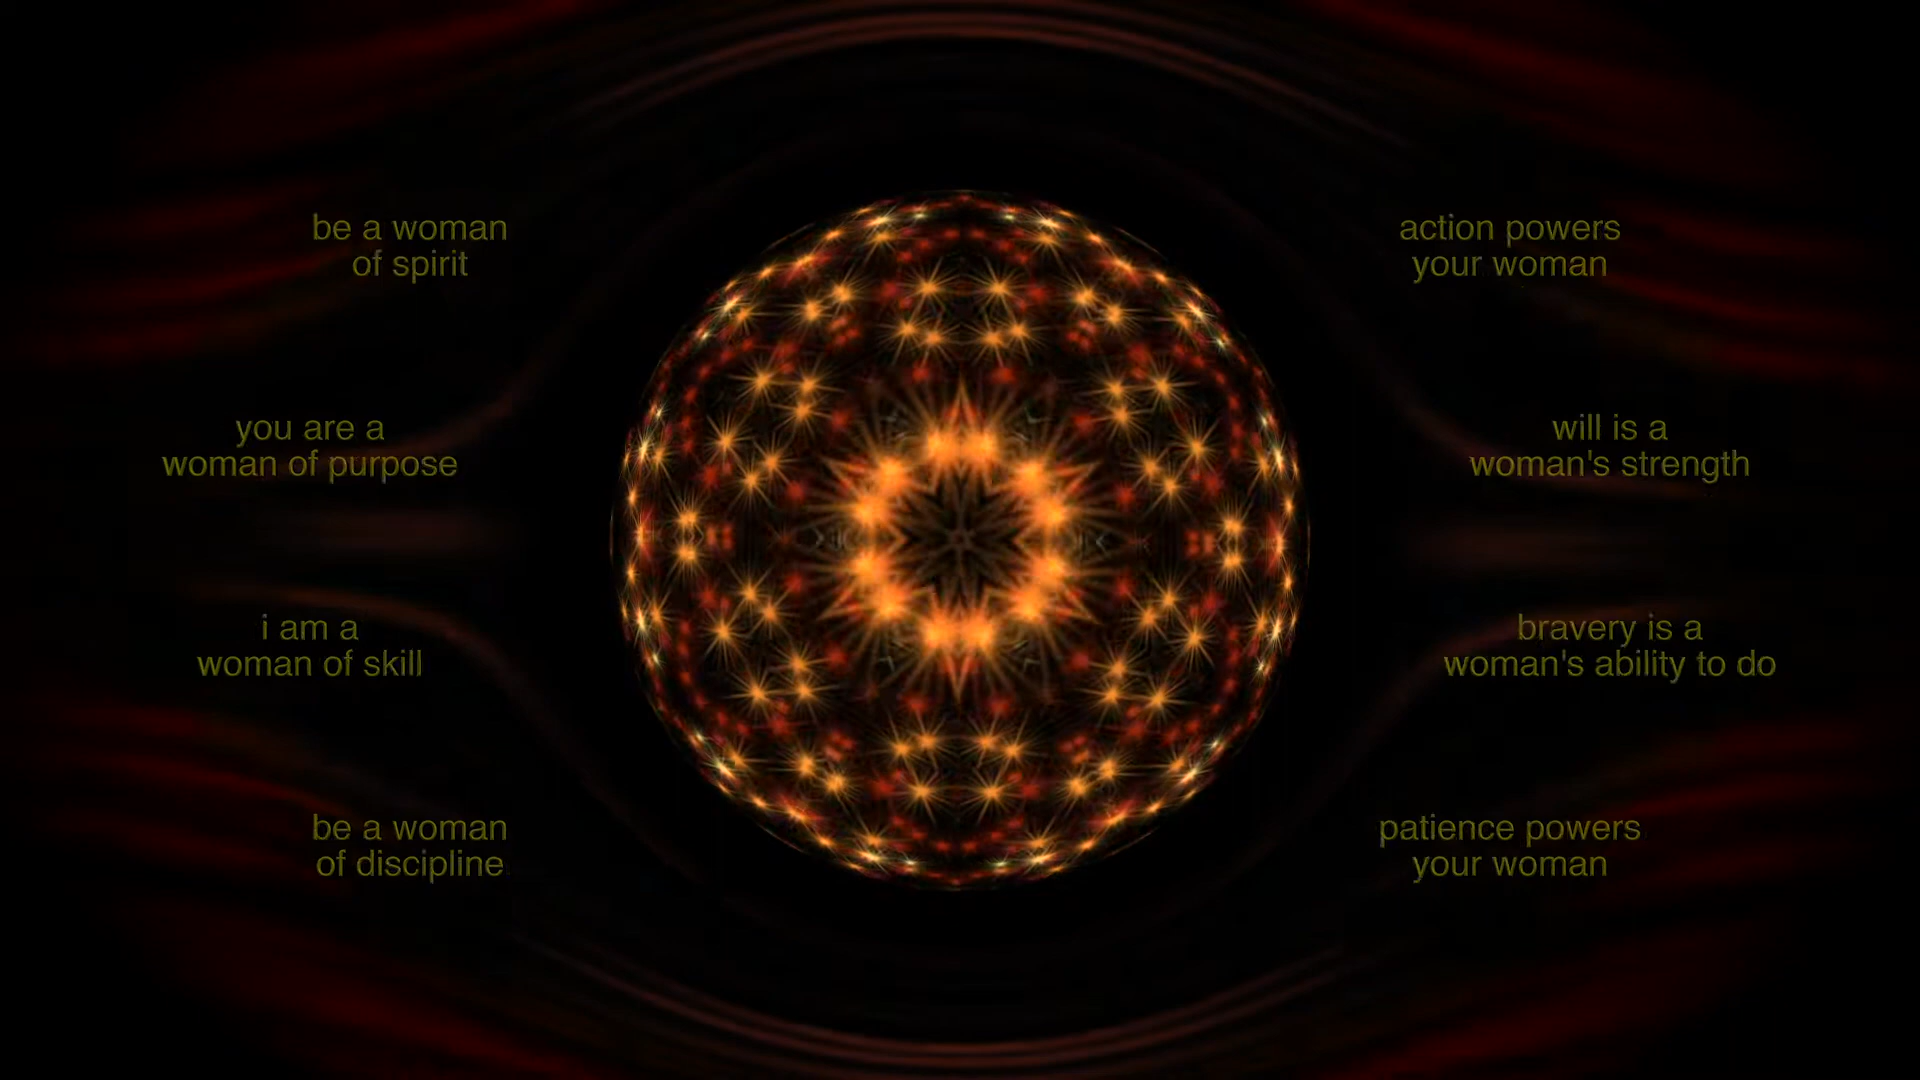 be a woman
of spirit
action powers
your woman
you are a
woman of purpose
will is a
woman's strength
i am a
woman of skill
bravery is a
woman's ability to do
be a woman
of discipline
patience powers
your woman